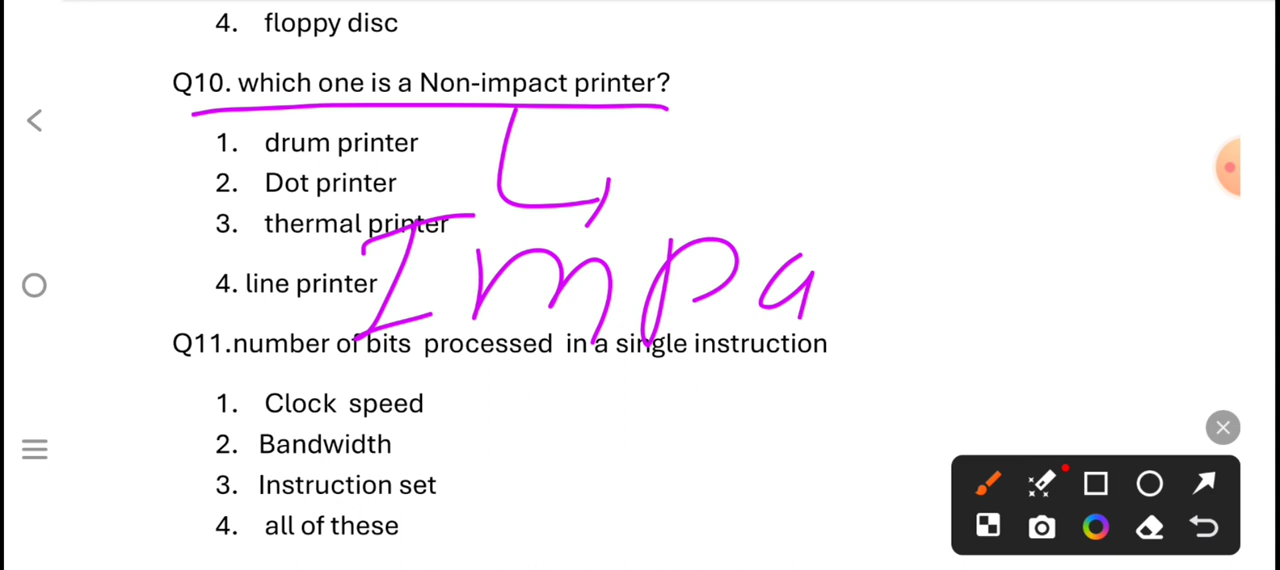 4. floppy disc
Q10. which one is a Non-impact printer?
1. drum printer
2. Dot printer
3. thermal printer
4. line printer
Impa
Q11.number of bits processed in a single instruction
1. Clock speed
2. Bandwidth
3. Instruction set
4. all of these